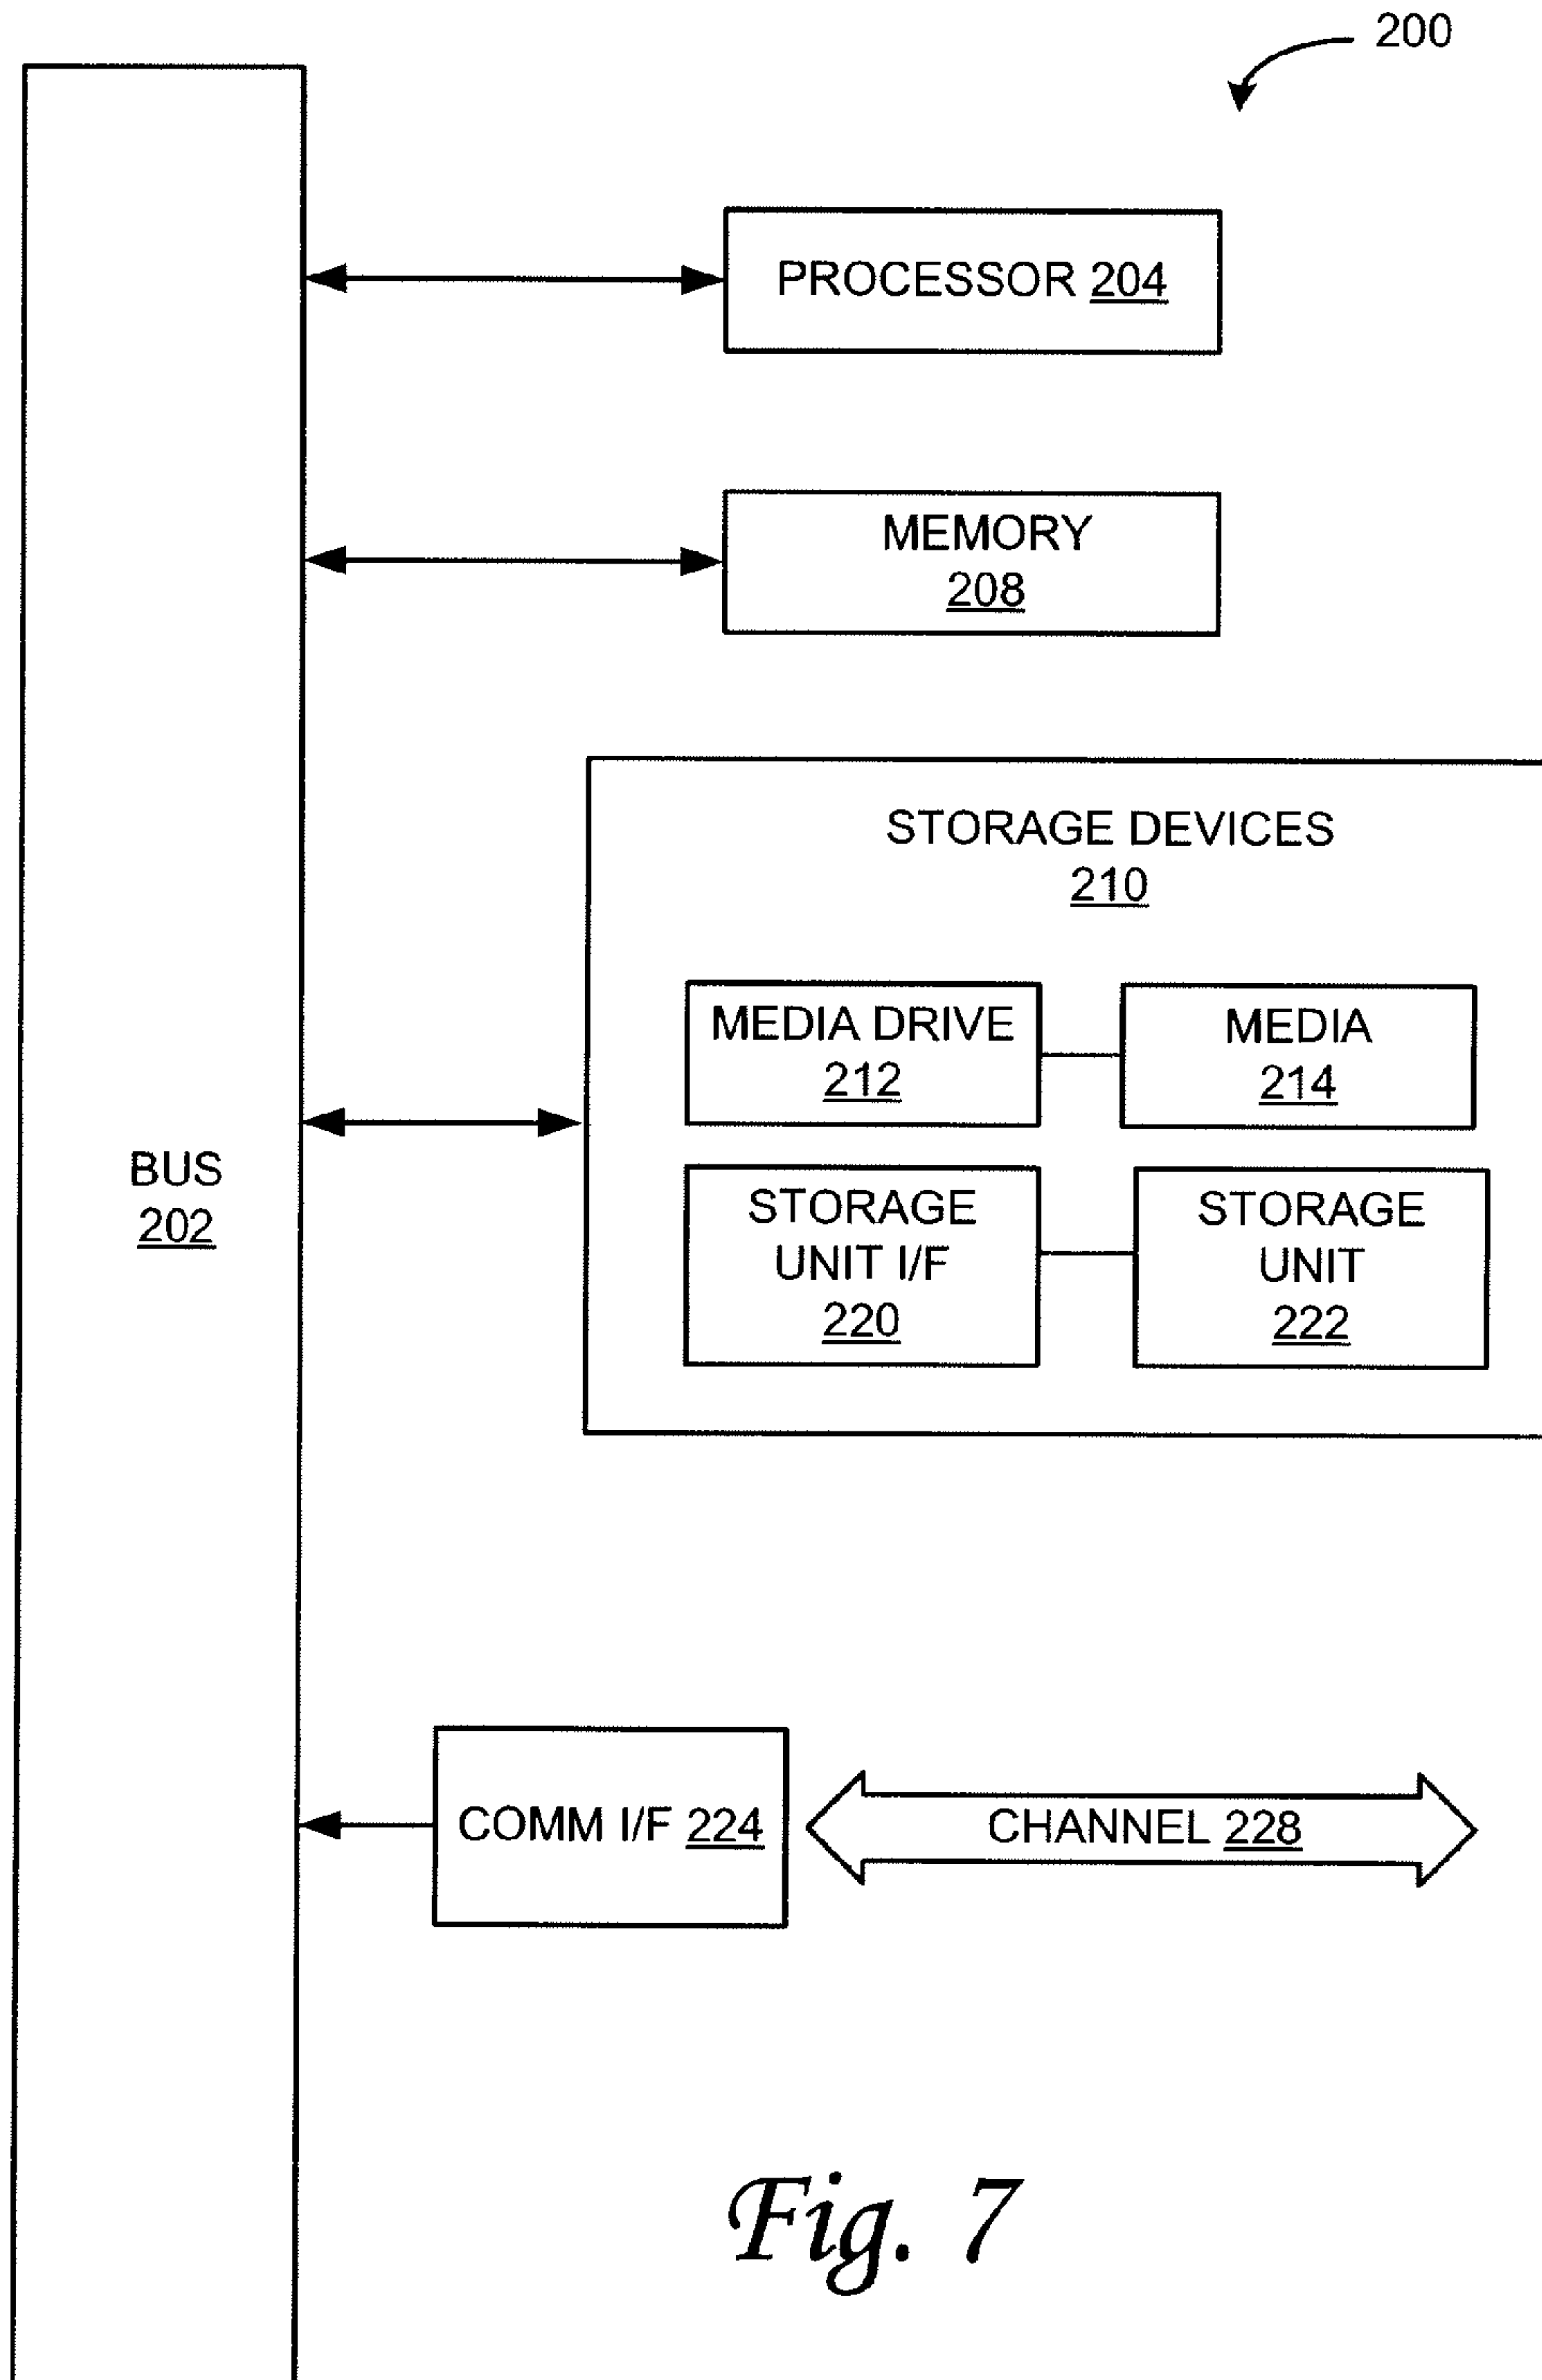 200
PROCESSOR 204
MEMORY
208
STORAGE DEVICES
210
MEDIA DRIVE
212
MEDIA
214
BUS
202
STORAGE
UNIT I/F
220
STORAGE
UNIT
222
COMM I/F 224
CHANNEL 228
Fig. 7